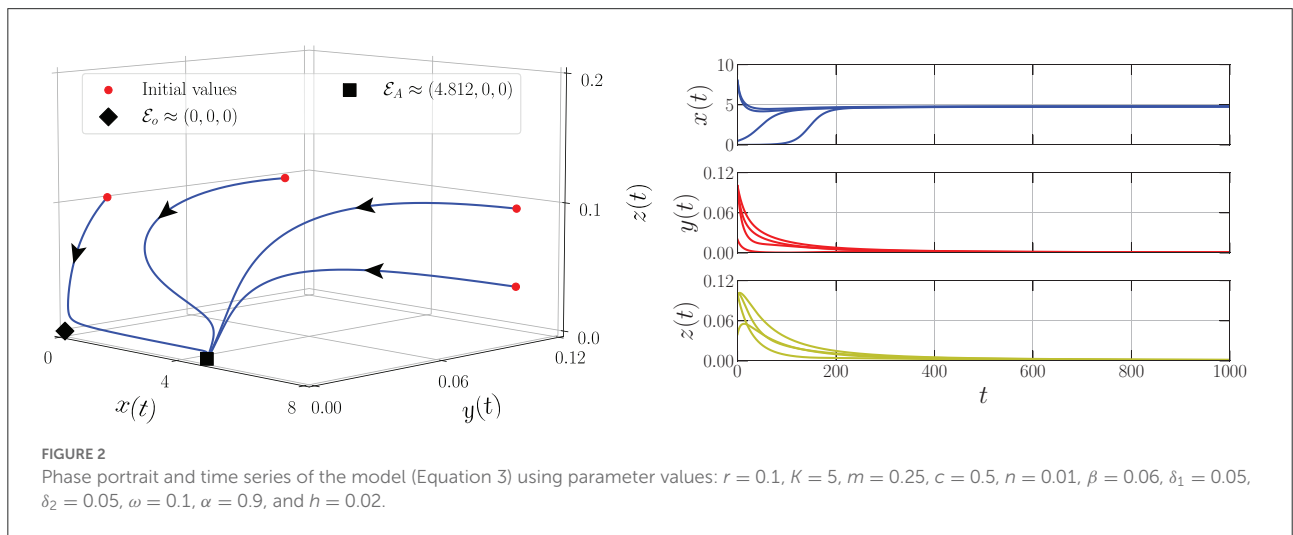 Initial values
ℰ_o ≈ (0, 0, 0)
ℰ_A ≈ (4.812, 0, 0)
0.2
0.1
0.0
z(t)
0
4
8
x(t)
0.00
0.06
0.12
y(t)
10
5
0
x(t)
0.12
0.06
0.00
y(t)
0.12
0.06
0.00
z(t)
0
200
400
600
800
1000
t
FIGURE 2
Phase portrait and time series of the model (Equation 3) using parameter values: r = 0.1, K = 5, m = 0.25, c = 0.5, n = 0.01, β = 0.06, δ₁ = 0.05,
δ₂ = 0.05, ω = 0.1, α = 0.9, and h = 0.02.